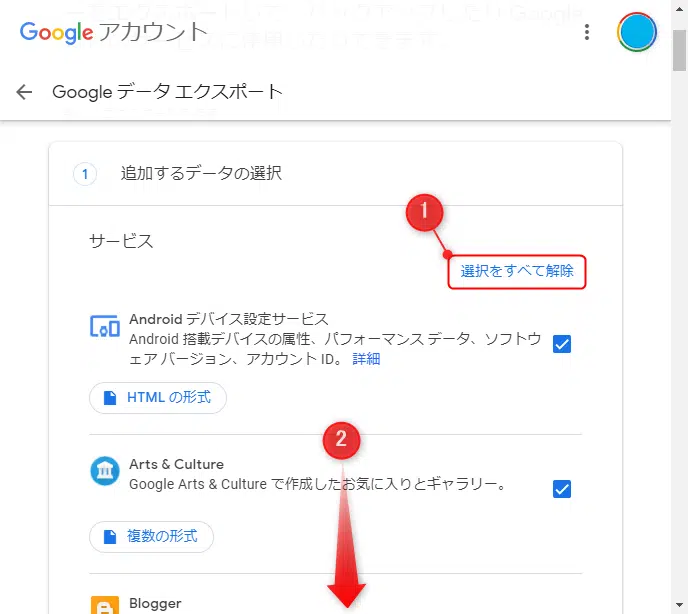 Google アカウント
Google データ エクスポート
1 追加するデータの選択
1
サービス
選択をすべて解除
Android デバイス設定サービス
Android 搭載デバイスの属性、パフォーマンス データ、ソフトウ
ェア バージョン、アカウント ID。 詳細
HTML の形式
2
Arts & Culture
Google Arts & Culture で作成したお気に入りとギャラリー。
複数の形式
Blogger